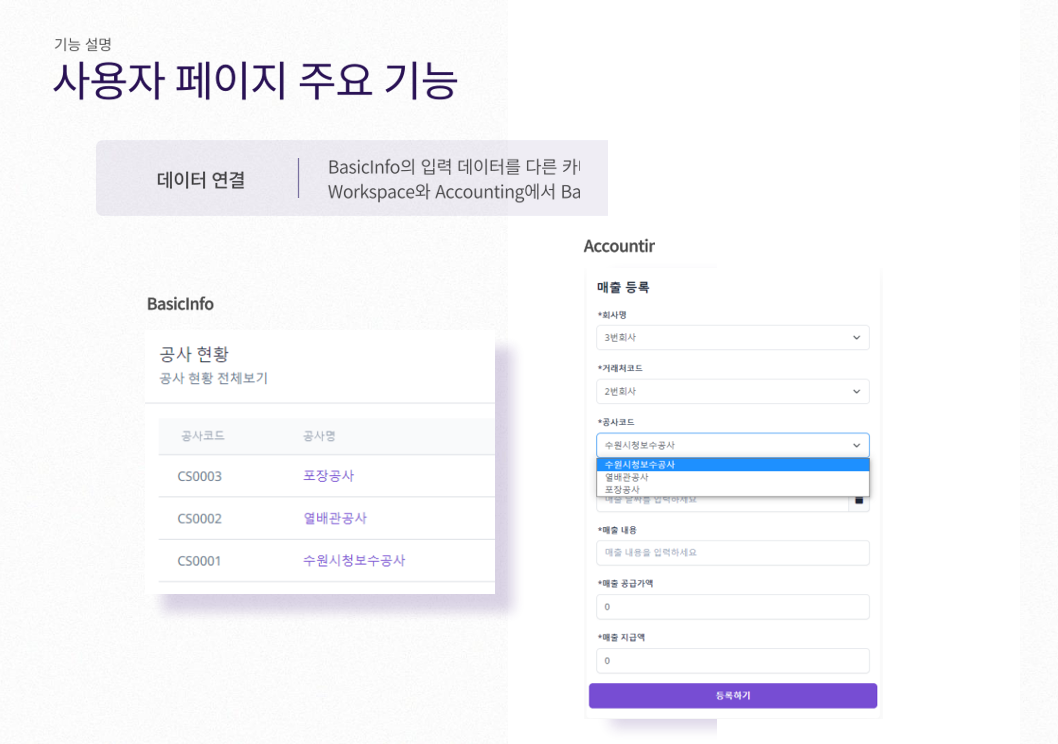 기능 설명
사용자 페이지 주요 기능
데이터 연결
BasicInfo의 입력 데이터를 다른
Workspace와 Accounting에서 Ba
BasicInfo
공사 현황
공사 현황 전체보기
공사코드 공사명
CS0003 포장공사
CS0002 열배관공사
CS0001 수원시청보수공사
Accountir
매출 등록
*회사명
3번회사
*거래처코드
2번회사
*공사코드
수원시청보수공사
수원시청보수공사
열배관공사
포장공사
매출 날짜를 입력하세요
*매출 내용
매출 내용을 입력하세요
*매출 공급가액
0
*매출 지급액
0
등록하기